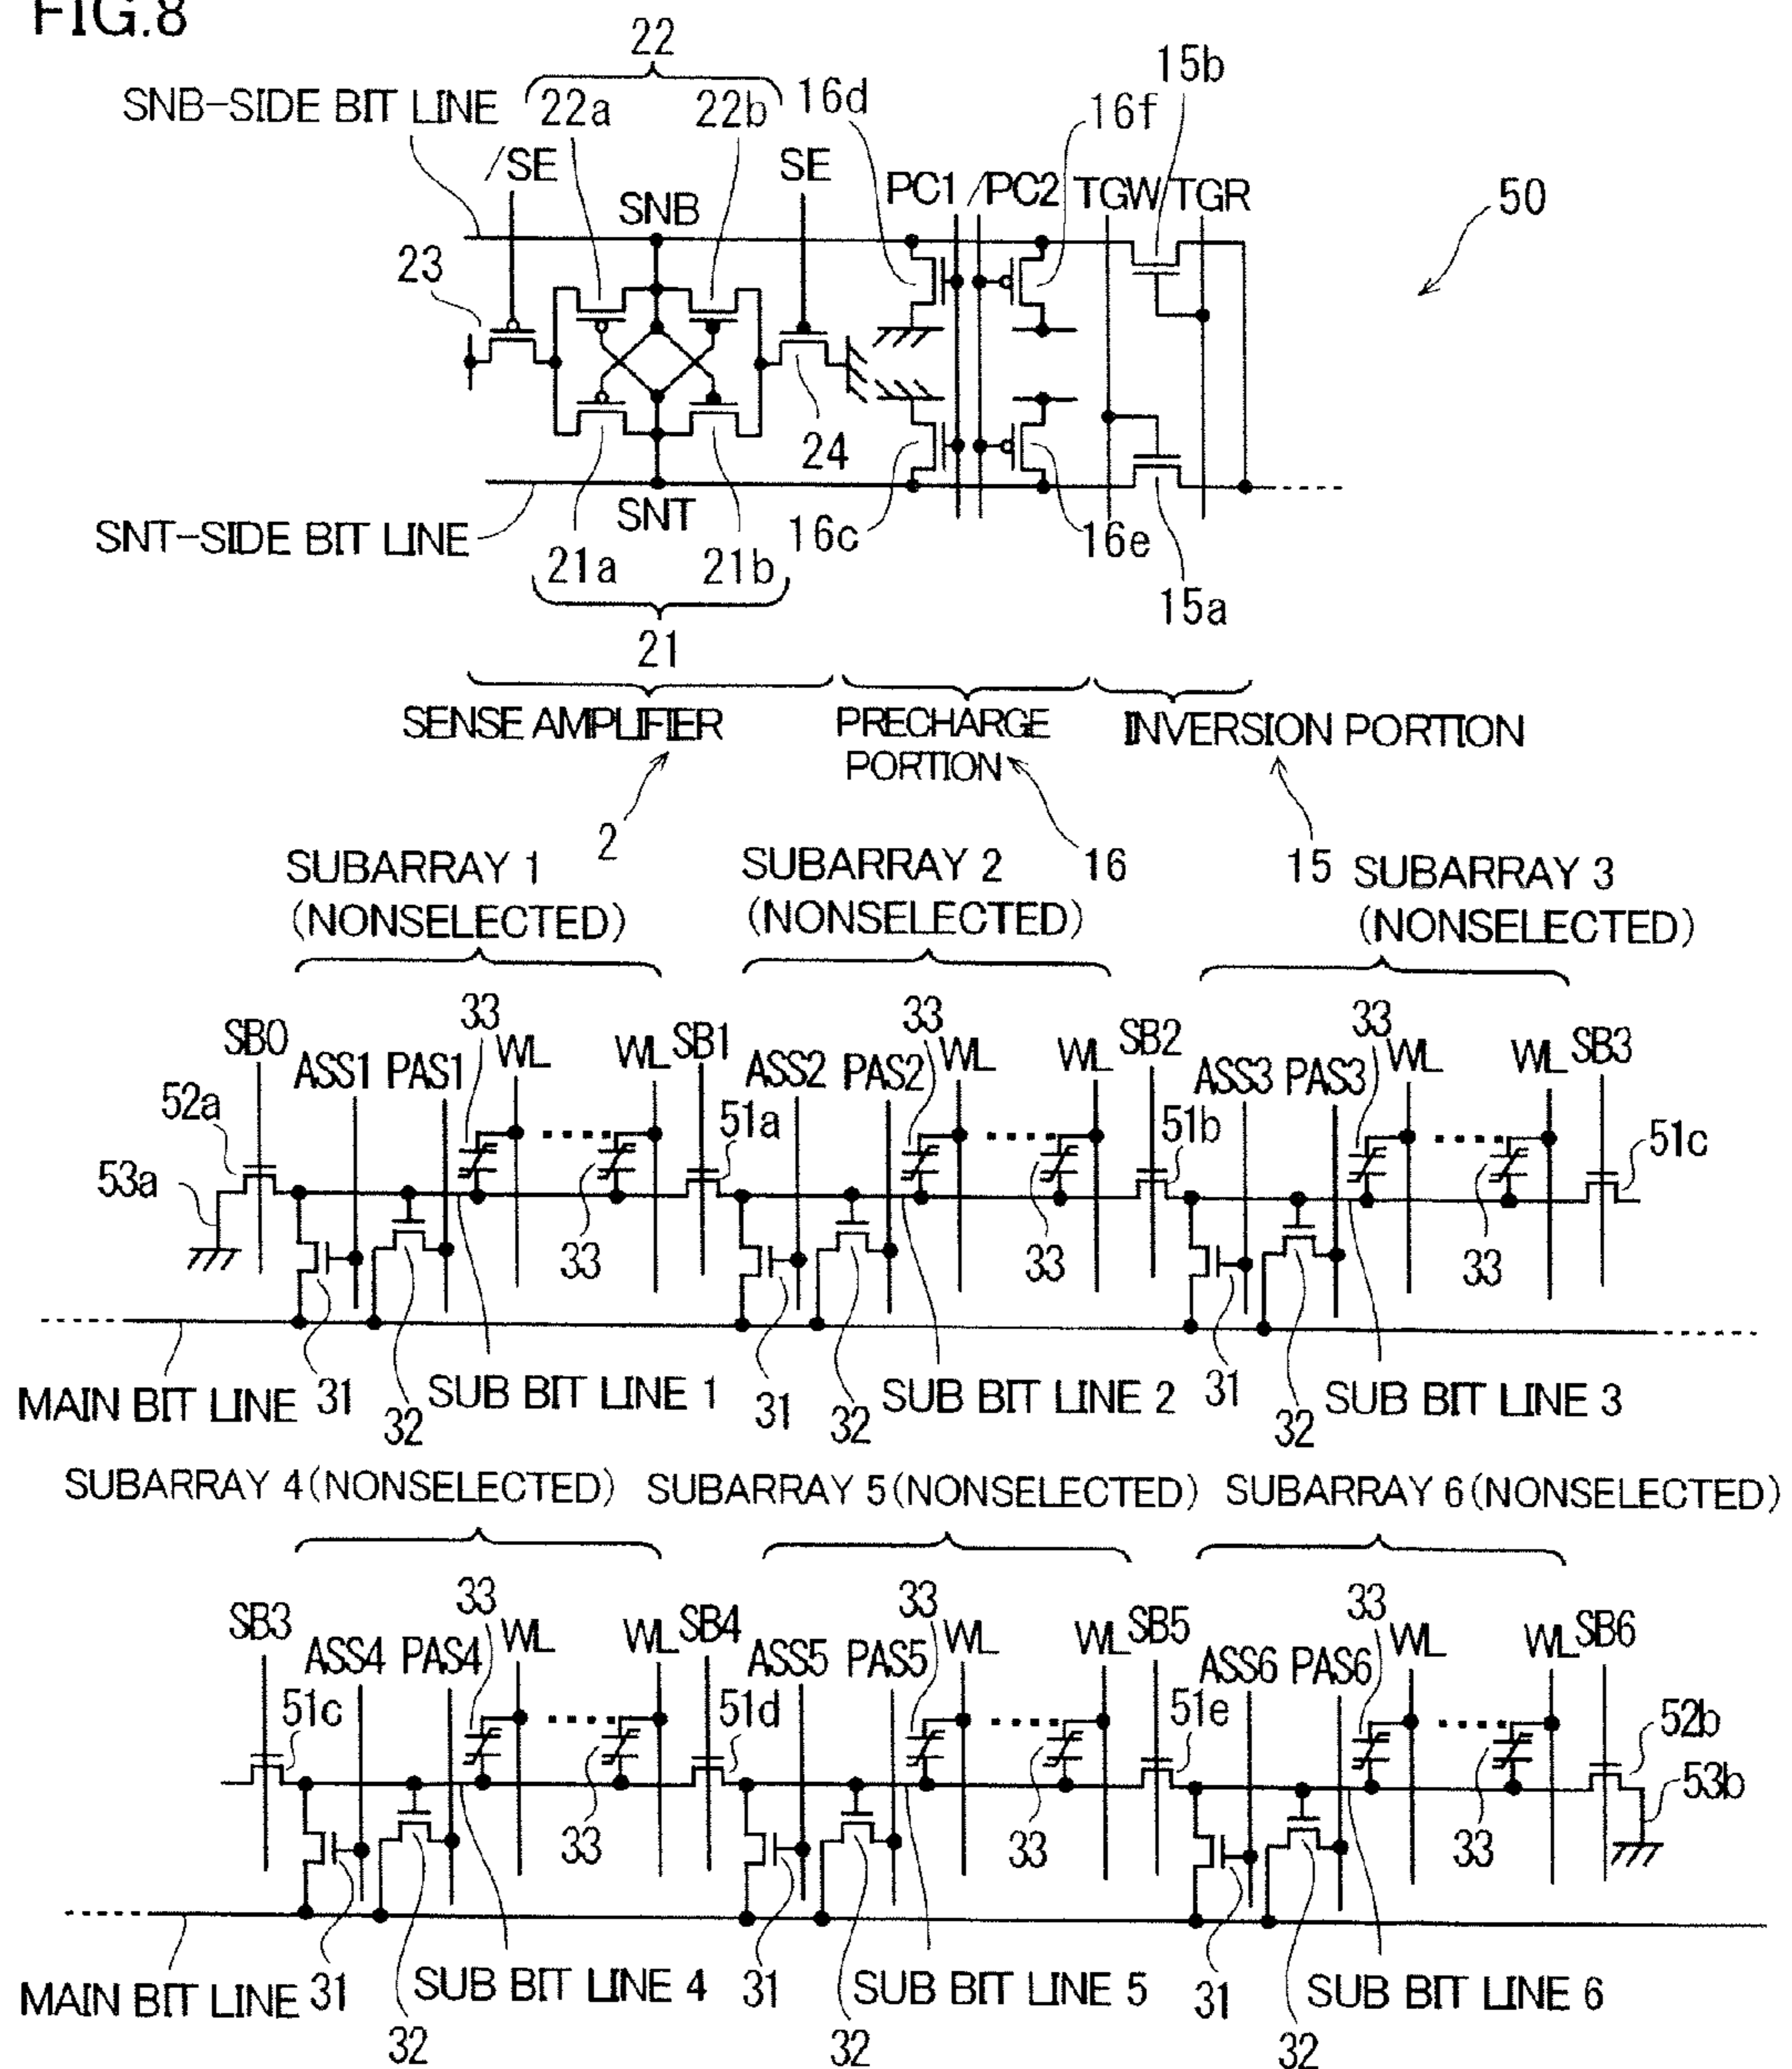 FIG.8
22
15b
SNB-SIDE BIT LINE 22a 22b 16d 16f
/SE SE PC1 /PC2 TGW TGR
SNB 50
23
24
SNT 16c 16e
SNT-SIDE BIT LINE
21a 21b 15a
21
SENSE AMPLIFIER PRECHARGE PORTION INVERSION PORTION
2 16 15
SUBARRAY 1 (NONSELECTED) SUBARRAY 2 (NONSELECTED) SUBARRAY 3 (NONSELECTED)
33 33 33
SB0 ASS1 PAS1 WL WL SB1 ASS2 PAS2 WL WL SB2 ASS3 PAS3 WL WL SB3
52a 51a 51b 51c
53a 33 33 33
MAIN BIT LINE 31 32 SUB BIT LINE 1 31 32 SUB BIT LINE 2 31 32 SUB BIT LINE 3
SUBARRAY 4(NONSELECTED) SUBARRAY 5(NONSELECTED) SUBARRAY 6(NONSELECTED)
33 33 33
SB3 ASS4 PAS4 WL WL SB4 ASS5 PAS5 WL WL SB5 ASS6 PAS6 WL WL SB6
51c 51d 51e 52b
53b
33 33 33
MAIN BIT LINE 31 32 SUB BIT LINE 4 31 32 SUB BIT LINE 5 31 32 SUB BIT LINE 6